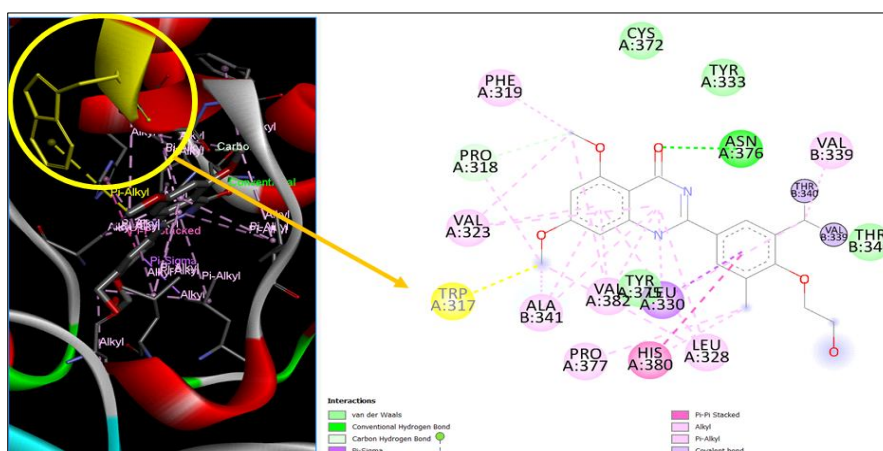 Alkyl
Alkyl
Pi-Alkyl
Alkyl
Carbo
Conventional
Pi-Alkyl
Alkyl
Pi-Al
Pi-Sigma
Pi-Alkyl
Pi-Alkyl
Alkyl
Alkyl
CYS
A:372
TYR
A:333
PHE
A:319
ASN
A:376
VAL
B:339
PRO
A:318
THR
B:340
VAL
B:339
THR
B:34
VAL
A:323
O
O
O
N
N
TRP
A:317
ALA
B:341
VAL
A:382
TYR
LEU
A:330
O
PRO
A:377
HIS
A:380
LEU
A:328
O
Interactions
van der Waals
Conventional Hydrogen Bond
Carbon Hydrogen Bond
Pi-Sigma
Pi-Pi Stacked
Alkyl
Pi-Alkyl
Covalent bond